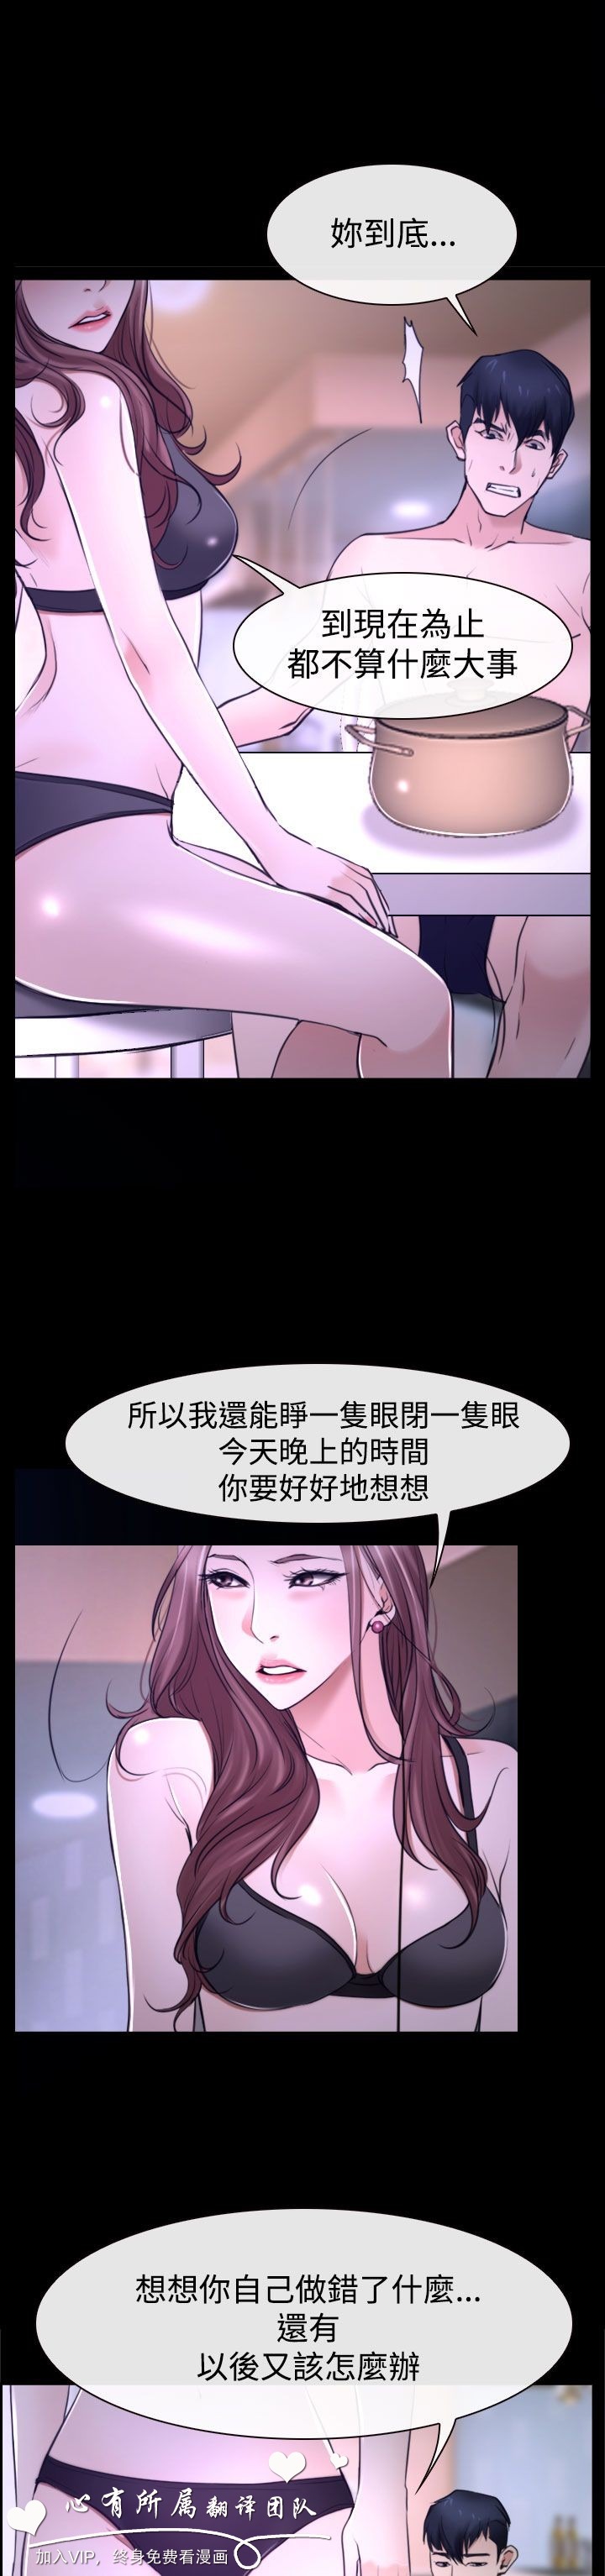 妳到底...
到現在為止
都不算什麼大事
所以我還能睜一隻眼閉一隻眼
今天晚上的時間
你要好好地想想
想想你自己做錯了什麼...
還有
以後又該怎麼辦
心有所属翻译团队
加入VIP，终身免费看漫画